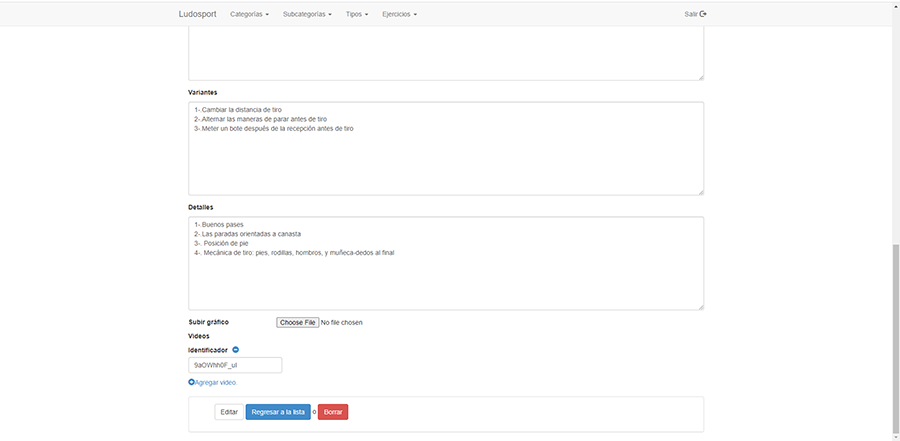 Ludosport Categorías Subcategorías Tipos Ejercicios Salir
Variantes
1-.Cambiar la distancia de tiro
2-.Alternar las maneras de parar antes de tiro
3-.Meter un bote después de la recepción antes de tiro
Detalles
1-.Buenos pases
2-.Las paradas orientadas a canasta
3-. Posición de pie
4-. Mecánica de tiro: pies, rodillas, hombros, y muñeca-dedos al final
Subir gráfico Choose File No file chosen
Videos
Identificador
9aOWhh0F_uI
Agregar video.
Editar Regresar a la lista o Borrar